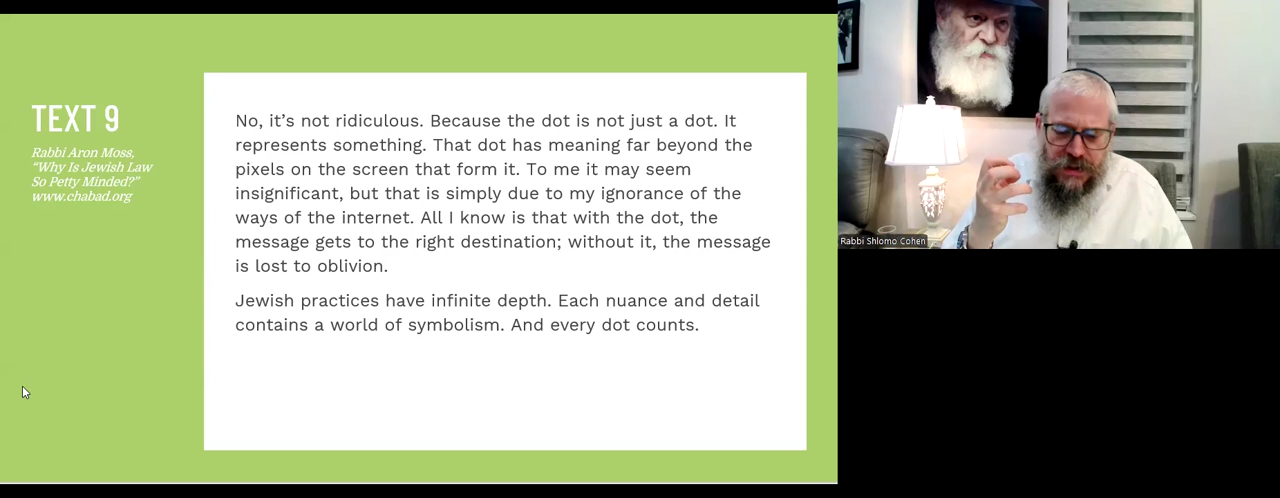 TEXT 9
Rabbi Aron Moss,
“Why Is Jewish Law
So Petty Minded?”
www.chabad.org
No, it’s not ridiculous. Because the dot is not just a dot. It
represents something. That dot has meaning far beyond the
pixels on the screen that form it. To me it may seem
insignificant, but that is simply due to my ignorance of the
ways of the internet. All I know is that with the dot, the
message gets to the right destination; without it, the message
is lost to oblivion.
Jewish practices have infinite depth. Each nuance and detail
contains a world of symbolism. And every dot counts.
Rabbi Shlomo Cohen